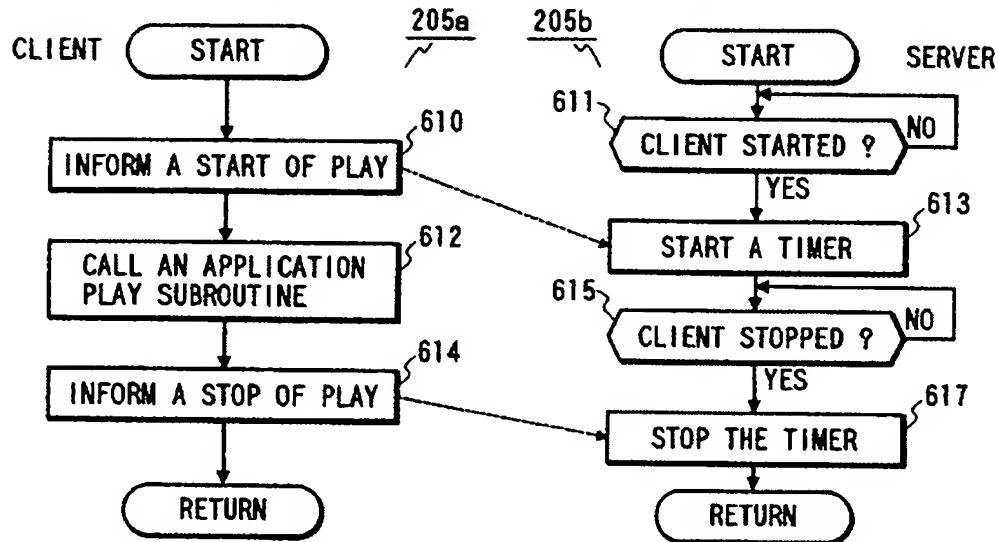 CLIENT
205a
START
610
INFORM A START OF PLAY
612
CALL AN APPLICATION
PLAY SUBROUTINE
614
INFORM A STOP OF PLAY
RETURN
205b
SERVER
START
611
CLIENT STARTED ?
NO
YES
613
START A TIMER
615
CLIENT STOPPED ?
NO
YES
617
STOP THE TIMER
RETURN